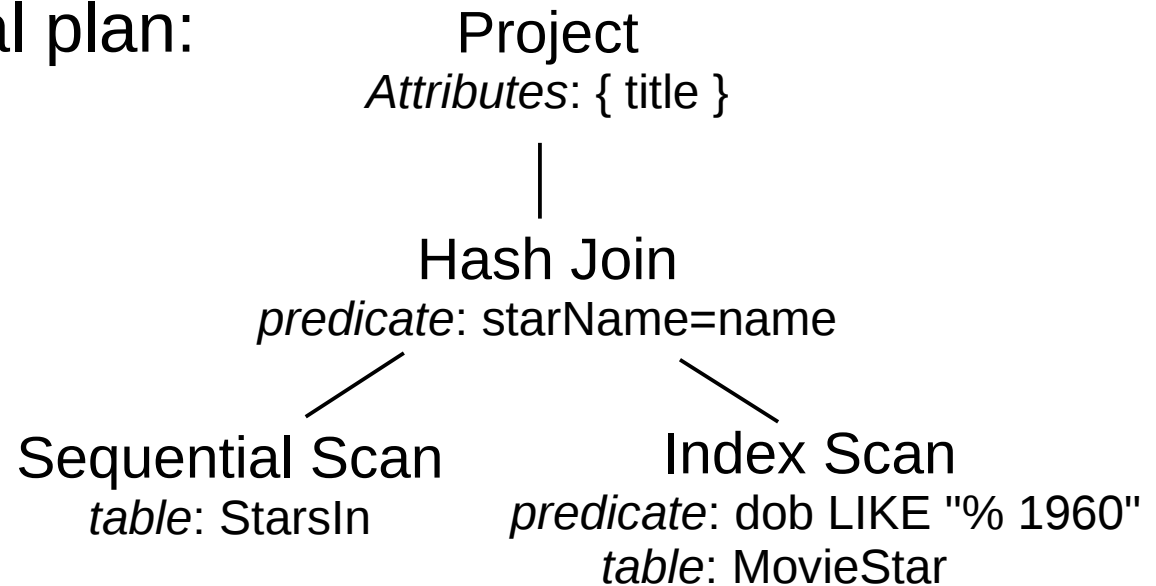 al plan:
Project
Attributes: { title }
Hash Join
predicate: starName=name
Sequential Scan
table: StarsIn
Index Scan
predicate: dob LIKE "% 1960"
table: MovieStar